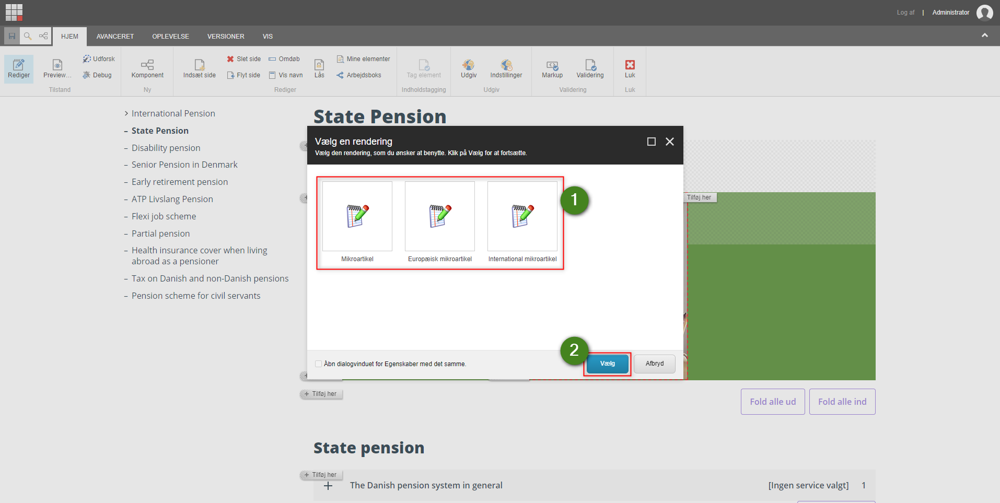 Log af | Administrator
HJEM AVANCERET OPLEVELSE VERSIONER VIS
Rediger
Preview...
Udforsk
Debug
Tilstand
Komponent
Ny
Indsæt side
Slet side
Flyt side
Omdøb
Vis navn
Lås
Mine elementer
Arbejdsboks
Rediger
Tag element
Indholdstagging
Udgiv
Indstillinger
Udgiv
Markup
Validering
Validering
Luk
Luk
> International Pension
– State Pension
– Disability pension
– Senior Pension in Denmark
– Early retirement pension
– ATP Livslang Pension
– Flexi job scheme
– Partial pension
– Health insurance cover when living
abroad as a pensioner
– Tax on Danish and non-Danish pensions
– Pension scheme for civil servants
State Pension
Vælg en rendering
Vælg den rendering, som du ønsker at benytte. Klik på Vælg for at fortsætte.
Mikroartikel
Europæisk mikroartikel
International mikroartikel
1
Tilføj her
2
Åbn dialogvinduet for Egenskaber med det samme.
Vælg
Afbryd
+ Tilføj her
Fold alle ud
Fold alle ind
State pension
+ Tilføj her
+ The Danish pension system in general [Ingen service valgt] 1